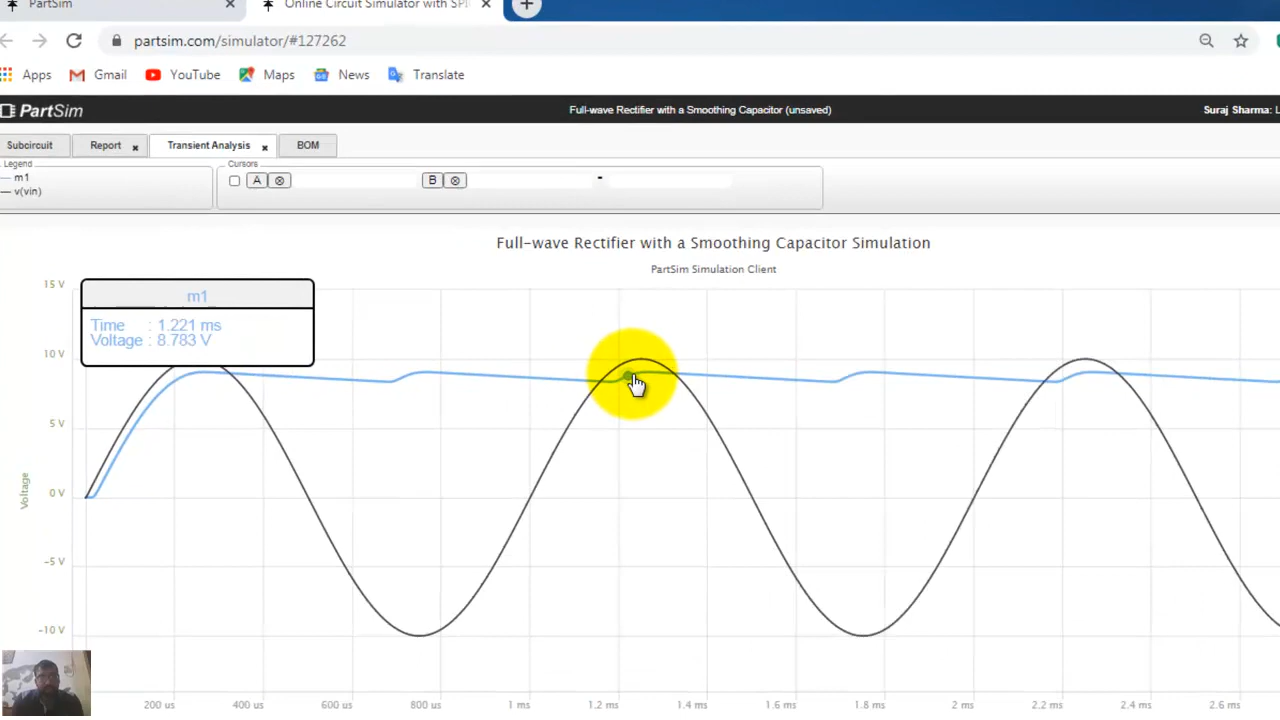 PartSim
Online Circuit Simulator with SPI
partsim.com/simulator/#127262
Apps Gmail YouTube Maps News Translate
PartSim
Full-wave Rectifier with a Smoothing Capacitor (unsaved)
Suraj Sharma:
Subcircuit Report Transient Analysis BOM
Legend
m1
v(vin)
Cursors
A B -
Full-wave Rectifier with a Smoothing Capacitor Simulation
PartSim Simulation Client
m1
Time : 1.221 ms
Voltage : 8.783 V
15 V
10 V
5 V
0 V
-5 V
-10 V
Voltage
200 us 400 us 600 us 800 us 1 ms 1.2 ms 1.4 ms 1.6 ms 1.8 ms 2 ms 2.2 ms 2.4 ms 2.6 ms